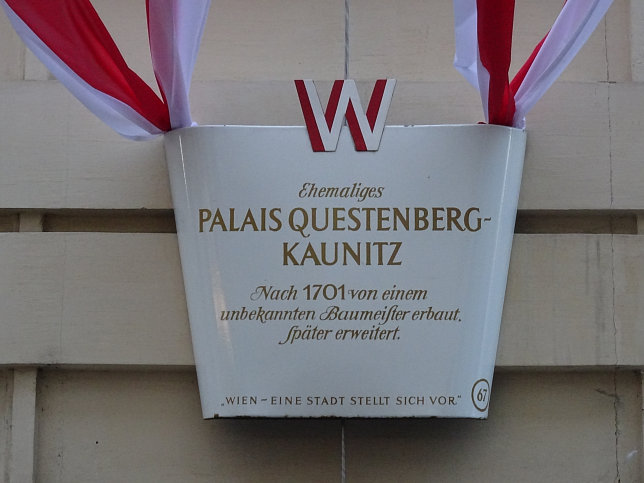 W
Ehemaliges
PALAIS QUESTENBERG-
KAUNITZ
Nach 1701 von einem
unbekannten Baumeiſter erbaut.
ſpäter erweitert.
„WIEN – EINE STADT STELLT SICH VOR.“ 67